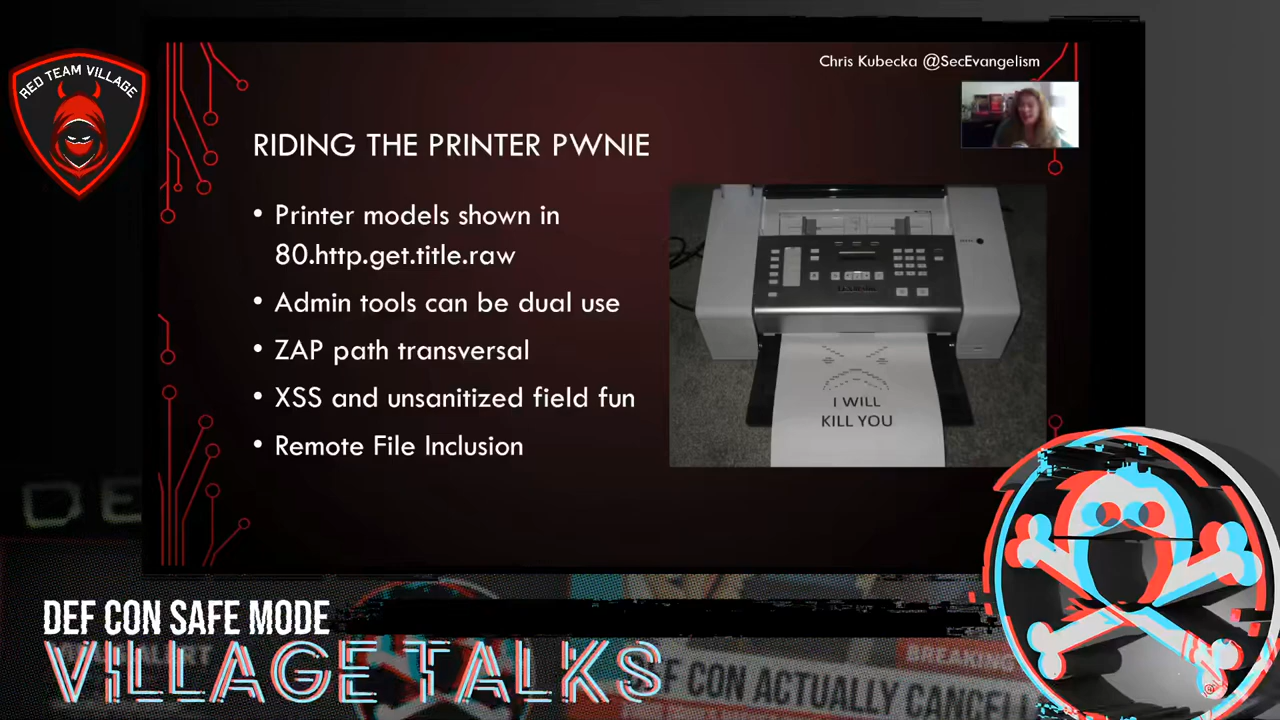 RED TEAM VILLAGE
Chris Kubecka @SecEvangelism
RIDING THE PRINTER PWNIE
• Printer models shown in
80.http.get.title.raw
• Admin tools can be dual use
• ZAP path transversal
• XSS and unsanitized field fun
• Remote File Inclusion
I WILL
KILL YOU
DEF CON SAFE MODE
VILLAGE TALKS
BREAKING
DEF CON ACTUALLY CANCELL